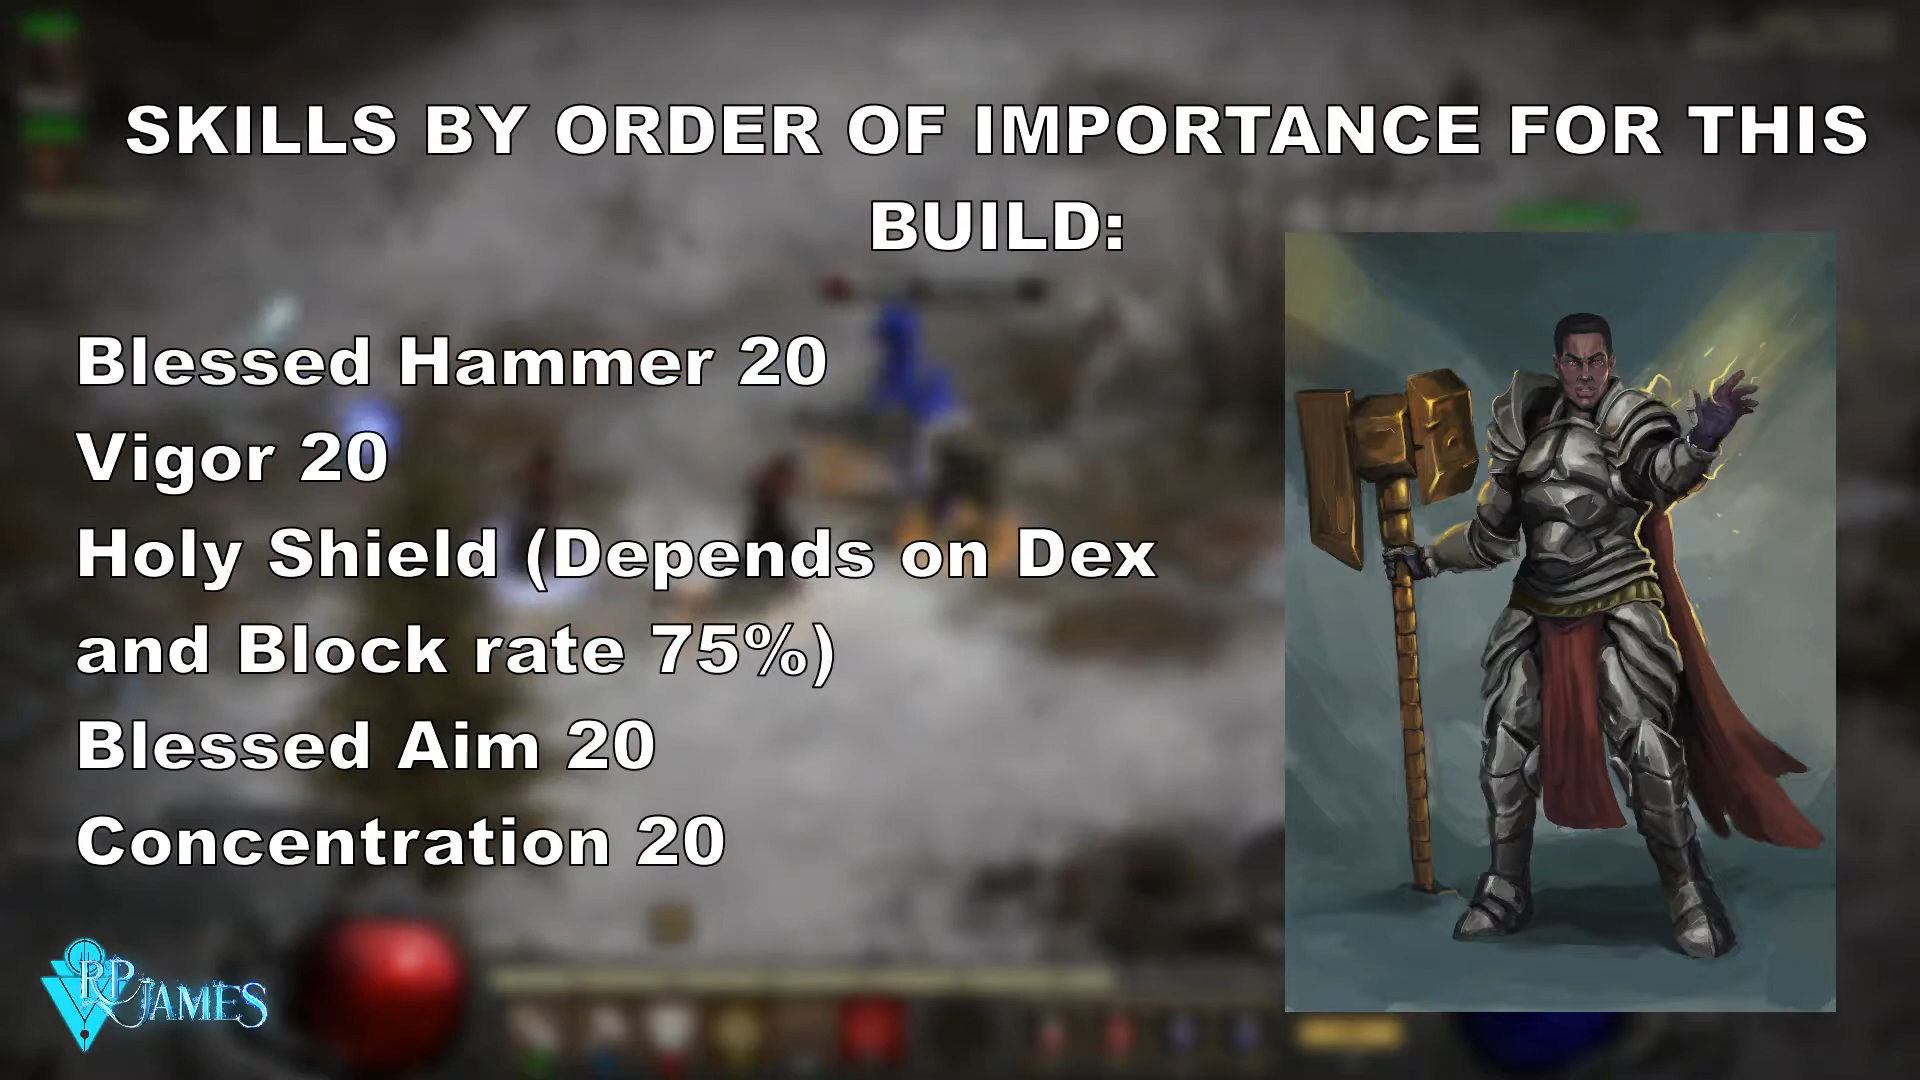 SKILLS BY ORDER OF IMPORTANCE FOR THIS
BUILD:
Blessed Hammer 20
Vigor 20
Holy Shield (Depends on Dex
and Block rate 75%)
Blessed Aim 20
Concentration 20
RP
JAMES